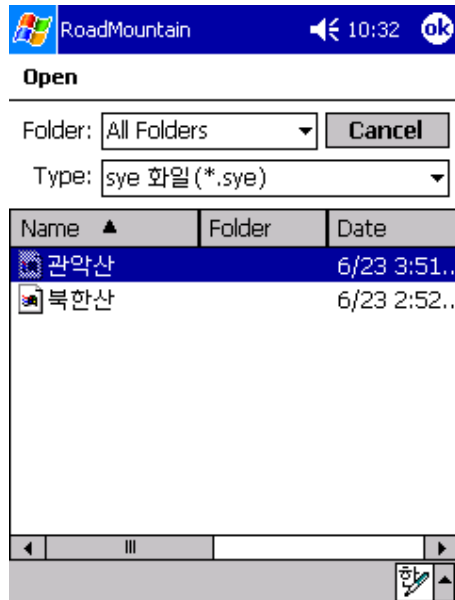 RoadMountain 10:32 ok
Open
Folder: All Folders Cancel
Type: sye 화일(*.sye)
Name Folder Date
관악산 6/23 3:51..
북한산 6/23 2:52..
한